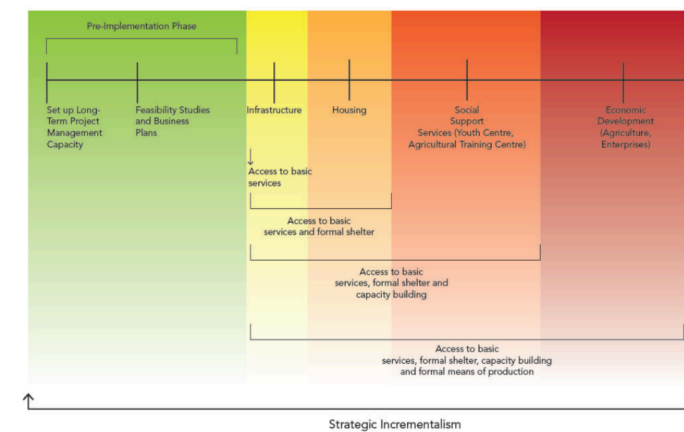 Pre-Implementation Phase
Set up Long-
Term Project
Management
Capacity
Feasibility Studies
and Business
Plans
Infrastructure
Housing
Social
Support
Services (Youth Centre,
Agricultural Training Centre)
Economic
Development
(Agriculture,
Enterprises)
Access to basic
services
Access to basic
services and formal shelter
Access to basic
services, formal shelter and
capacity building
Access to basic
services, formal shelter, capacity building
and formal means of production
Strategic Incrementalism